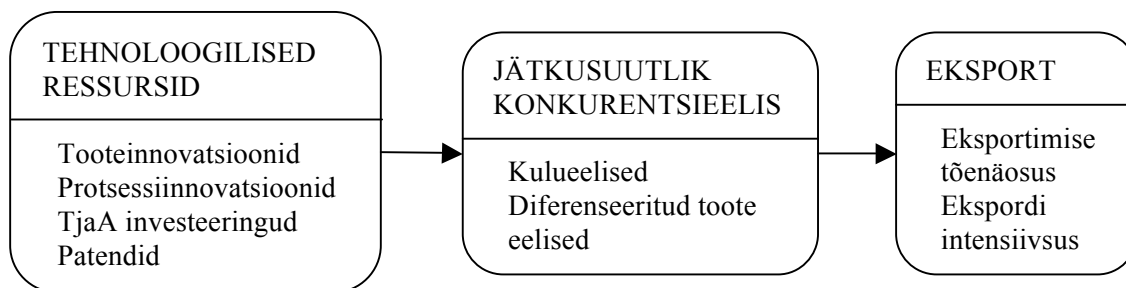 TEHNOLOOGILISED
RESSURSID
Tooteinnovatsioonid
Protsessiinnovatsioonid
TjaA investeeringud
Patendid
JÄTKUSUUTLIK
KONKURENTSIEELIS
Kulueelised
Diferenseeritud toote
eelised
EKSPORT
Eksportimise
tõenäosus
Ekspordi
intensiivsus